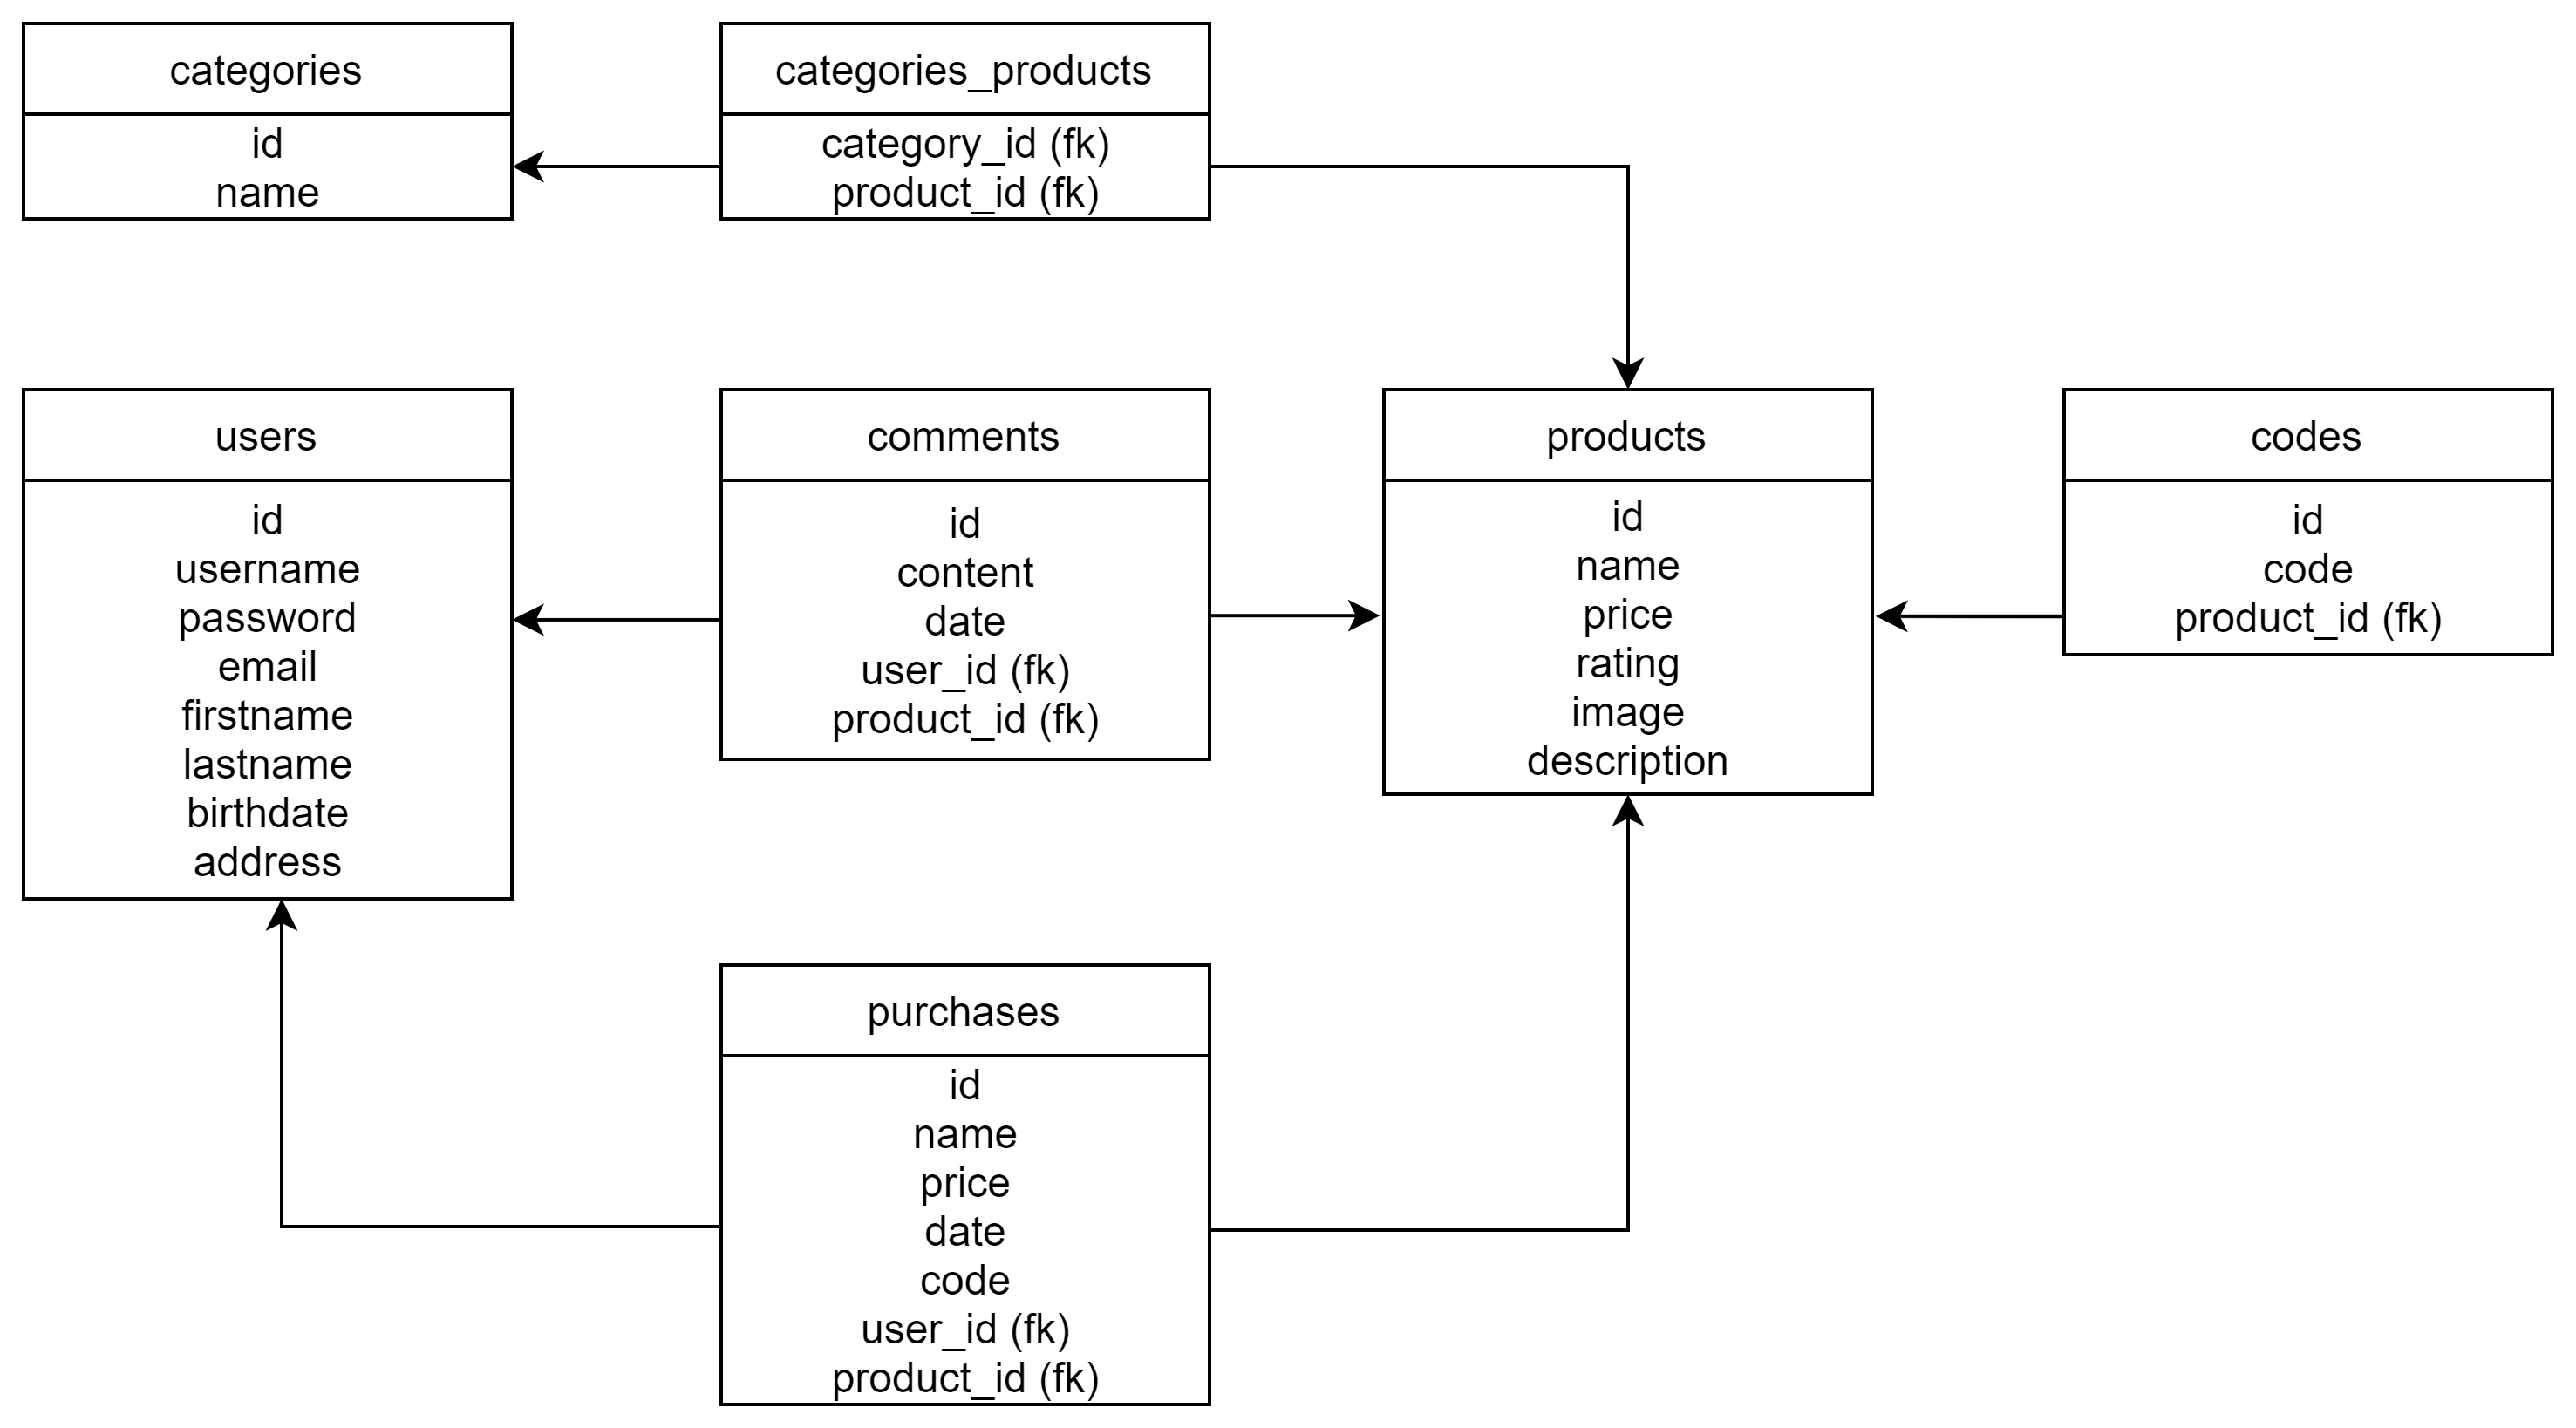 categories
id
name
categories_products
category_id (fk)
product_id (fk)
users
id
username
password
email
firstname
lastname
birthdate
address
comments
id
content
date
user_id (fk)
product_id (fk)
products
id
name
price
rating
image
description
codes
id
code
product_id (fk)
purchases
id
name
price
date
code
user_id (fk)
product_id (fk)